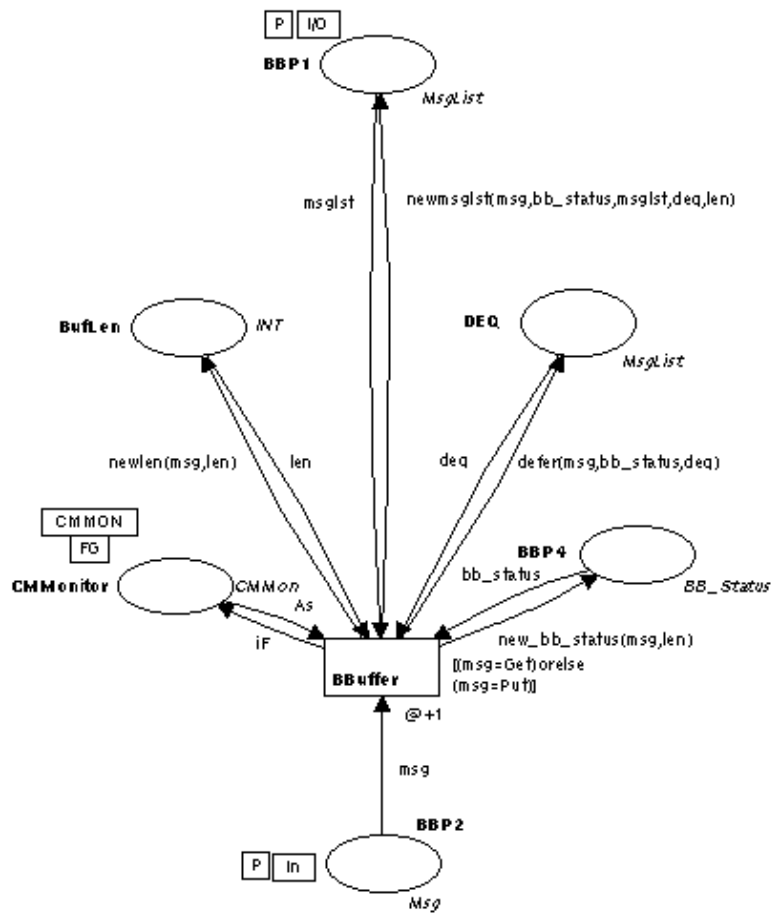 P I/O
BBP1
MsgList
msglst newmsglst(msg,bb_status,msglst,deq,len)
BufLen INT DEQ
MsgList
newlen(msg,len) len deq defer(msg,bb_status,deq)
CMMON
FG
BBP4
CMMonitor CMMon bb_status BB_Status
As
iF new_bb_status(msg,len)
BBuffer [(msg=Get)orelse
(msg=Put)]
@+1
msg
BBP2
P In
Msg